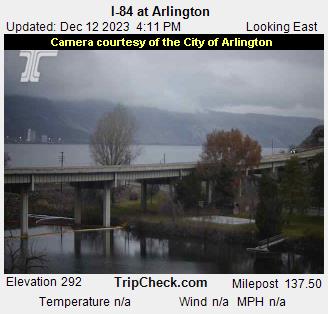 I-84 at Arlington
Updated: Dec 12 2023 4:11 PM Looking East
Camera courtesy of the City of Arlington
Elevation 292 TripCheck.com Milepost 137.50
Temperature n/a Wind n/a MPH n/a